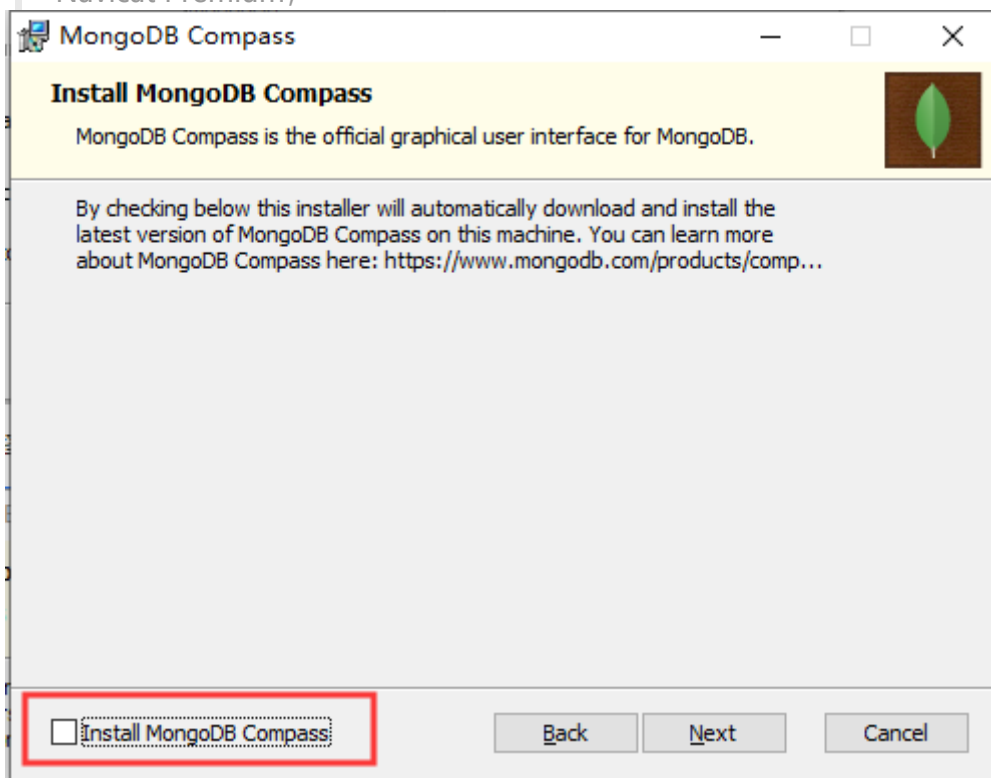 Navicat Premium,
MongoDB Compass
Install MongoDB Compass
MongoDB Compass is the official graphical user interface for MongoDB.
By checking below this installer will automatically download and install the
latest version of MongoDB Compass on this machine. You can learn more
about MongoDB Compass here: https://www.mongodb.com/products/comp...
Install MongoDB Compass
Back
Next
Cancel